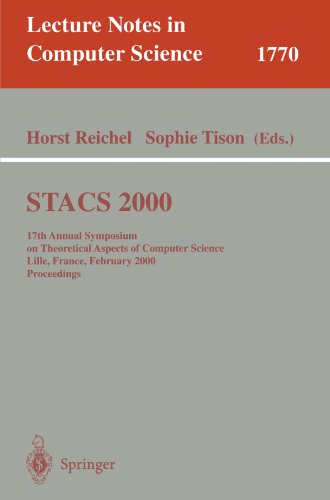 Lecture Notes in
Computer Science 1770
Horst Reichel Sophie Tison (Eds.)
STACS 2000
17th Annual Symposium
on Theoretical Aspects of Computer Science
Lille, France, February 2000
Proceedings
Springer